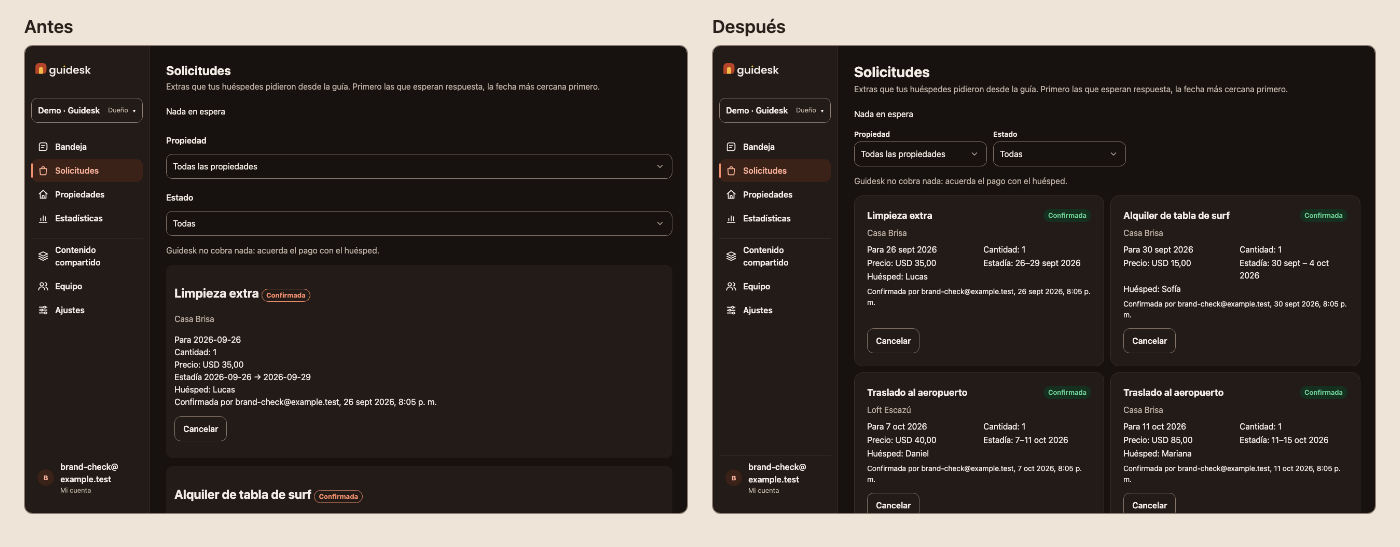 Antes
guidesk
Demo · Guidesk Dueño
Bandeja
Solicitudes
Propiedades
Estadísticas
Contenido
compartido
Equipo
Ajustes
B
brand-check@
example.test
Mi cuenta
Solicitudes
Extras que tus huéspedes pidieron desde la guía. Primero las que esperan respuesta, la fecha más cercana primero.
Nada en espera
Propiedad
Todas las propiedades
Estado
Todas
Guidesk no cobra nada: acuerda el pago con el huésped.
Limpieza extra Confirmada
Casa Brisa
Para 2026-09-26
Cantidad: 1
Precio: USD 35,00
Estadía 2026-09-26 → 2026-09-29
Huésped: Lucas
Confirmada por brand-check@example.test, 26 sept 2026, 8:05 p. m.
Cancelar
Alquiler de tabla de surf Confirmada
Después
guidesk
Demo · Guidesk Dueño
Bandeja
Solicitudes
Propiedades
Estadísticas
Contenido
compartido
Equipo
Ajustes
B
brand-check@
example.test
Mi cuenta
Solicitudes
Extras que tus huéspedes pidieron desde la guía. Primero las que esperan respuesta, la fecha más cercana primero.
Nada en espera
Propiedad
Todas las propiedades
Estado
Todas
Guidesk no cobra nada: acuerda el pago con el huésped.
Limpieza extra Confirmada
Casa Brisa
Para 26 sept 2026 Cantidad: 1
Precio: USD 35,00 Estadía: 26–29 sept 2026
Huésped: Lucas
Confirmada por brand-check@example.test, 26 sept 2026, 8:05 p.
m.
Cancelar
Alquiler de tabla de surf Confirmada
Casa Brisa
Para 30 sept 2026 Cantidad: 1
Precio: USD 15,00 Estadía: 30 sept – 4 oct
2026
Huésped: Sofía
Confirmada por brand-check@example.test, 30 sept 2026, 8:05 p.
m.
Cancelar
Traslado al aeropuerto Confirmada
Loft Escazú
Para 7 oct 2026 Cantidad: 1
Precio: USD 40,00 Estadía: 7–11 oct 2026
Huésped: Daniel
Confirmada por brand-check@example.test, 7 oct 2026, 8:05 p.
m.
Cancelar
Traslado al aeropuerto Confirmada
Casa Brisa
Para 11 oct 2026 Cantidad: 1
Precio: USD 85,00 Estadía: 11–15 oct 2026
Huésped: Mariana
Confirmada por brand-check@example.test, 11 oct 2026, 8:05 p.
m.
Cancelar